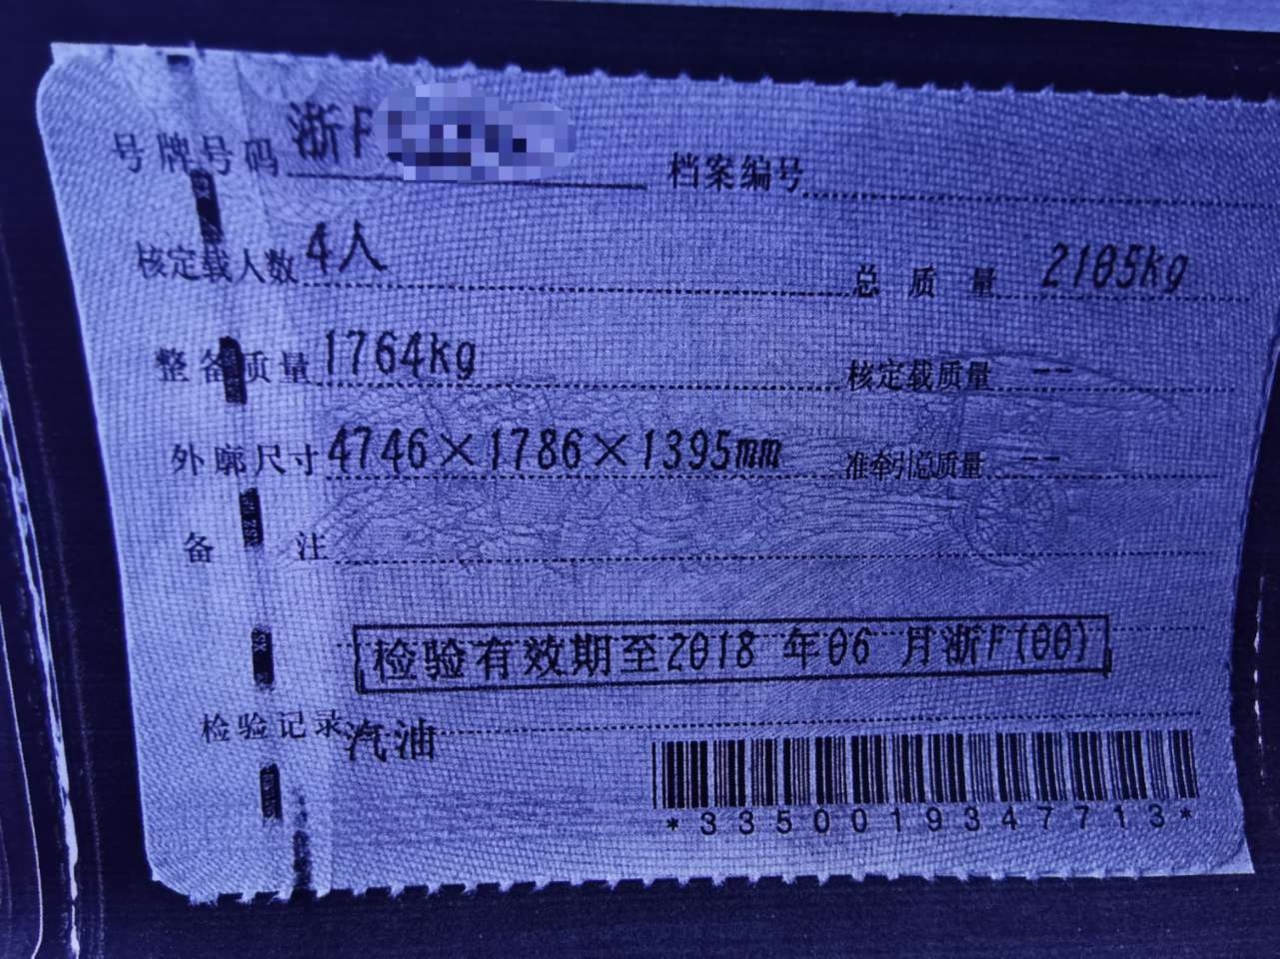 号牌号码 浙F 档案编号
核定载人数 4人 总质量 2105kg
整备质量 1764kg 核定载质量 --
外廓尺寸 4746×1786×1395mm 准牵引总质量 --
备注
检验有效期至2018 年06 月浙F(00)
检验记录 汽油
*3350019347713*